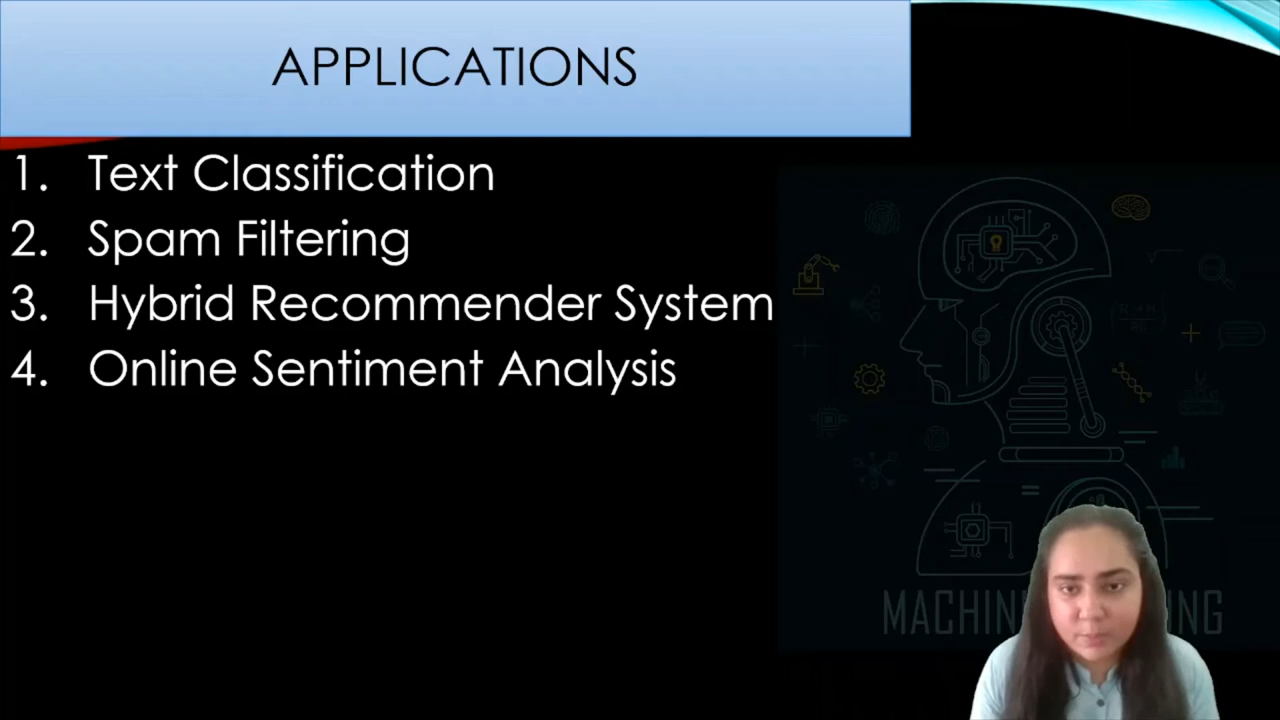 APPLICATIONS
1. Text Classification
2. Spam Filtering
3. Hybrid Recommender System
4. Online Sentiment Analysis